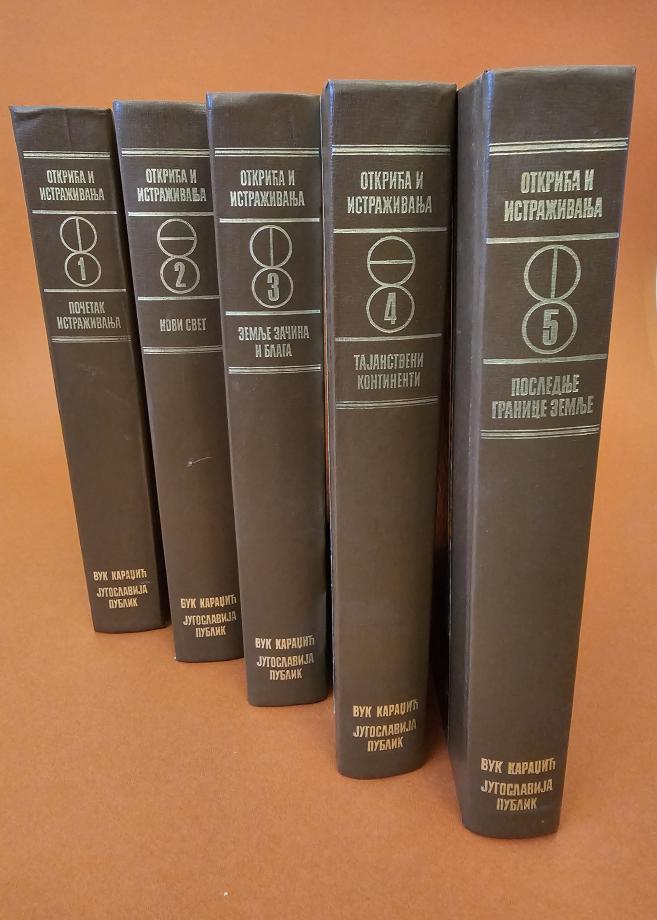 ОТКРИЋА И
ИСТРАЖИВАЊА
1
ПОЧЕТАК
ИСТРАЖИВАЊА
ВУК КАРАЏИЋ
ЈУГОСЛАВИЈА
ПУБЛИК
ОТКРИЋА И
ИСТРАЖИВАЊА
2
НОВИ СВЕТ
ВУК КАРАЏИЋ
ЈУГОСЛАВИЈА
ПУБЛИК
ОТКРИЋА И
ИСТРАЖИВАЊА
3
ЗЕМЉЕ ЗАЧИНА
И БЛАГА
ВУК КАРАЏИЋ
ЈУГОСЛАВИЈА
ПУБЛИК
ОТКРИЋА И
ИСТРАЖИВАЊА
4
ТАЈАНСТВЕНИ
КОНТИНЕНТИ
ВУК КАРАЏИЋ
ЈУГОСЛАВИЈА
ПУБЛИК
ОТКРИЋА И
ИСТРАЖИВАЊА
5
ПОСЛЕДЊЕ
ГРАНИЦЕ ЗЕМЉЕ
ВУК КАРАЏИЋ
ЈУГОСЛАВИЈА
ПУБЛИК